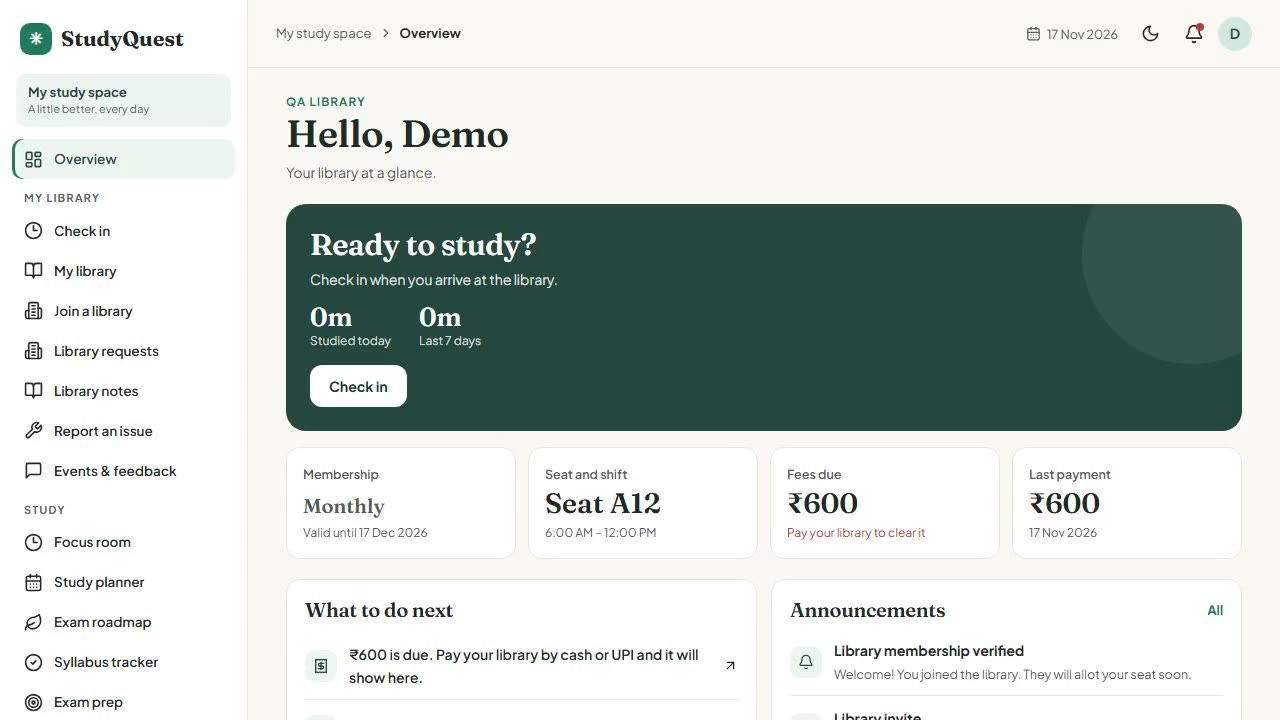 StudyQuest
My study space
A little better, every day
Overview
MY LIBRARY
Check in
My library
Join a library
Library requests
Library notes
Report an issue
Events & feedback
STUDY
Focus room
Study planner
Exam roadmap
Syllabus tracker
Exam prep
My study space > Overview
17 Nov 2026
D
QA LIBRARY
Hello, Demo
Your library at a glance.
Ready to study?
Check in when you arrive at the library.
0m 0m
Studied today Last 7 days
Check in
Membership
Monthly
Valid until 17 Dec 2026
Seat and shift
Seat A12
6:00 AM – 12:00 PM
Fees due
₹600
Pay your library to clear it
Last payment
₹600
17 Nov 2026
What to do next
₹600 is due. Pay your library by cash or UPI and it will
show here.
Announcements All
Library membership verified
Welcome! You joined the library. They will allot your seat soon.
Library invite